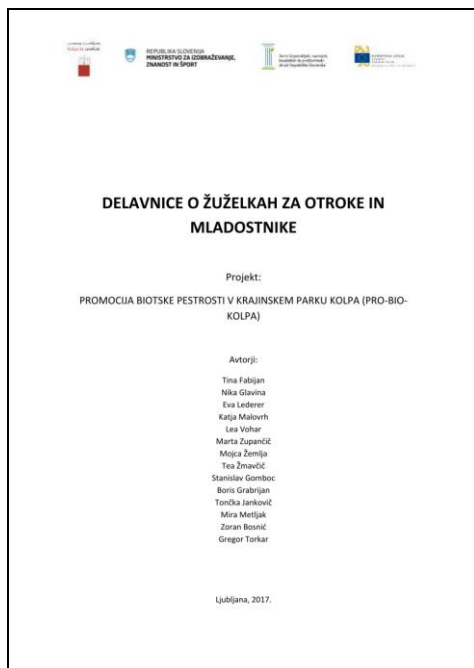 REPUBLIKA SLOVENIJA
MINISTRSTVO ZA IZOBRAŽEVANJE,
ZNANOST IN ŠPORT
DELAVNICE O ŽUŽELKAH ZA OTROKE IN
MLADOSTNIKE
Projekt:
PROMOCIJA BIOTSKE PESTROSTI V KRAJINSKEM PARKU KOLPA (PRO-BIO-
KOLPA)
Avtorji:
Tina Fabijan
Nika Glavina
Eva Lederer
Katja Malovrh
Lea Vohar
Marta Zupančič
Mojca Žemlja
Tea Žmavčič
Stanislav Gomboc
Boris Grabrijan
Tončka Jankovič
Mira Metljak
Zoran Bosnić
Gregor Torkar
Ljubljana, 2017.